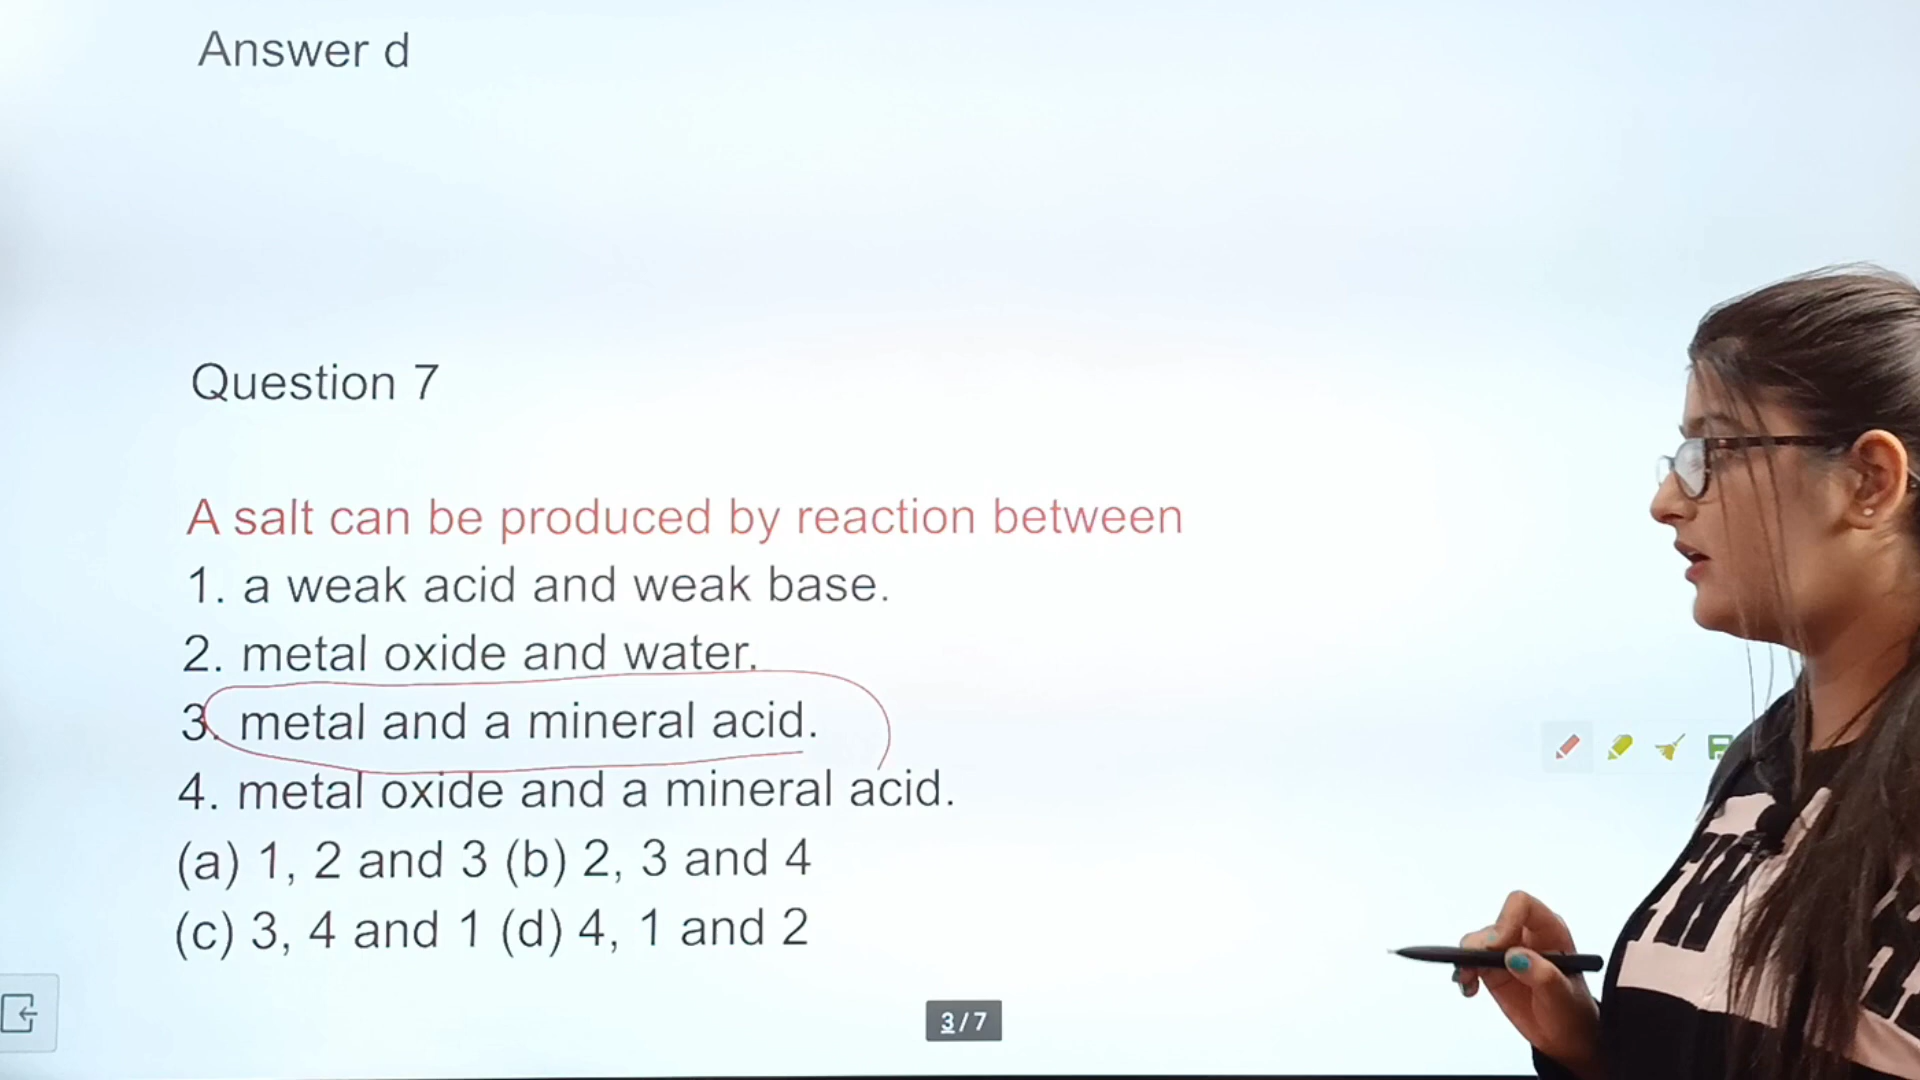 Answer d
Question 7
A salt can be produced by reaction between
1. a weak acid and weak base.
2. metal oxide and water.
3. metal and a mineral acid.
4. metal oxide and a mineral acid.
(a) 1, 2 and 3 (b) 2, 3 and 4
(c) 3, 4 and 1 (d) 4, 1 and 2
3 / 7